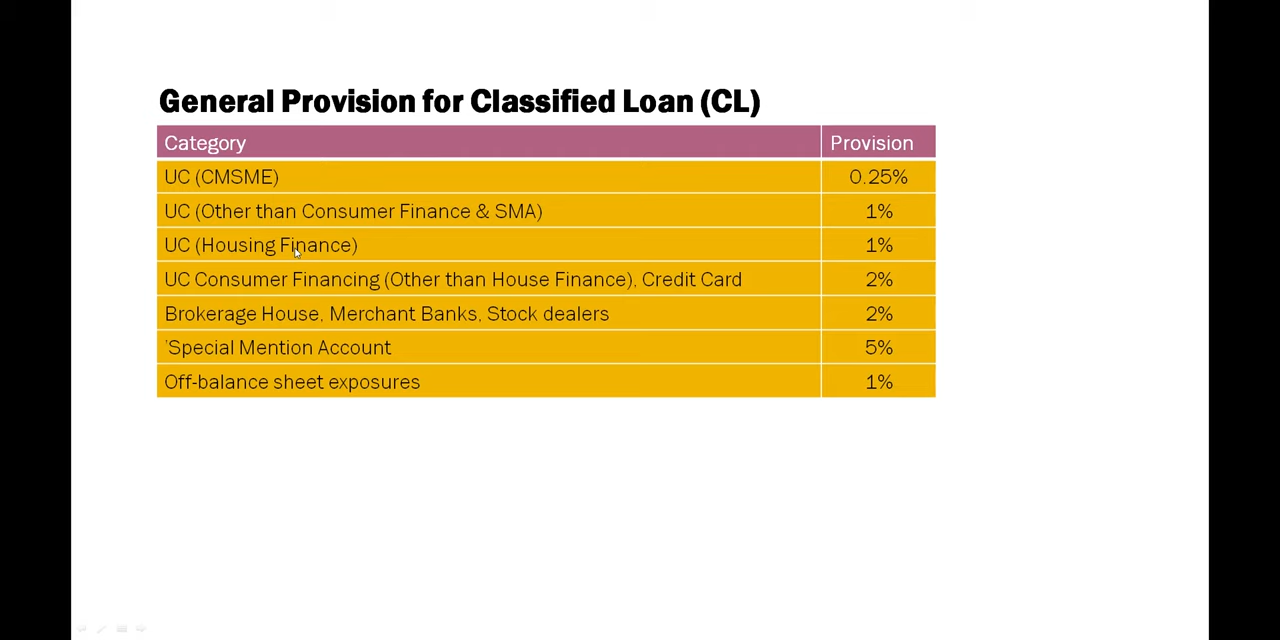 General Provision for Classified Loan (CL)
Category Provision
UC (CMSME) 0.25%
UC (Other than Consumer Finance & SMA) 1%
UC (Housing Finance) 1%
UC Consumer Financing (Other than House Finance), Credit Card 2%
Brokerage House, Merchant Banks, Stock dealers 2%
'Special Mention Account 5%
Off-balance sheet exposures 1%